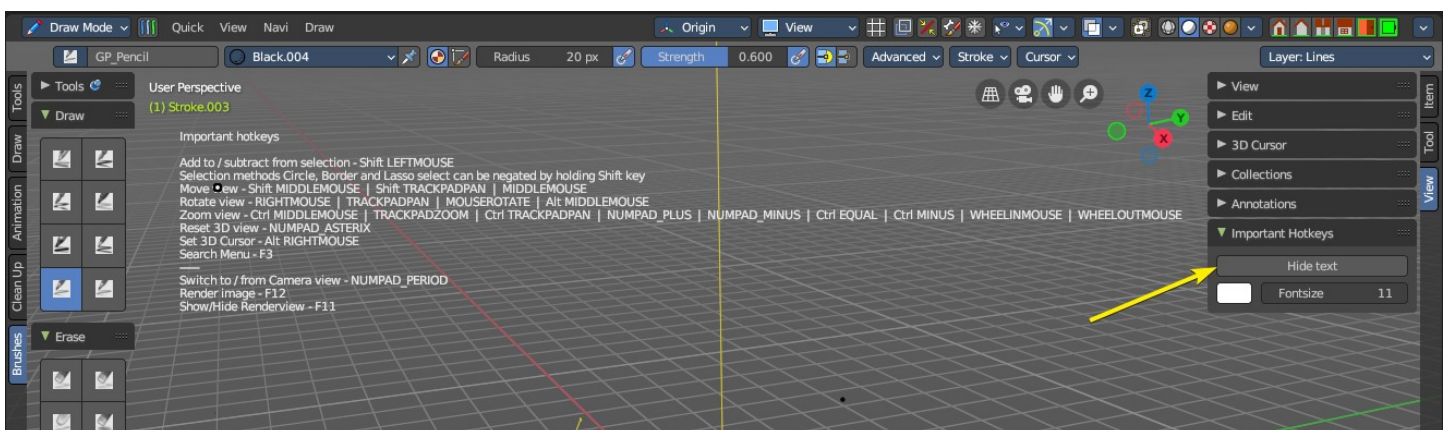 Draw Mode Quick View Navi Draw Origin View
GP_Pencil Black.004 Radius 20 px Strength 0.600 Advanced Stroke Cursor Layer: Lines
Tools
Draw
Animation
Clean Up
Brushes
Tools
Draw
Erase
User Perspective
(1) Stroke.003
Important hotkeys
Add to / subtract from selection - Shift LEFTMOUSE
Selection methods Circle, Border and Lasso select can be negated by holding Shift key
Move ew - Shift MIDDLEMOUSE | Shift TRACKPADPAN | MIDDLEMOUSE
Rotate view - RIGHTMOUSE | TRACKPADPAN | MOUSEROTATE | Alt MIDDLEMOUSE
Zoom view - Ctrl MIDDLEMOUSE | TRACKPADZOOM | Ctrl TRACKPADPAN | NUMPAD_PLUS | NUMPAD_MINUS | Ctrl EQUAL | Ctrl MINUS | WHEELINMOUSE | WHEELOUTMOUSE
Reset 3D view - NUMPAD_ASTERIX
Set 3D Cursor - Alt RIGHTMOUSE
Search Menu - F3
----
Switch to / from Camera view - NUMPAD_PERIOD
Render image - F12
Show/Hide Renderview - F11
Z
Y
X
View
Edit
3D Cursor
Collections
Annotations
Important Hotkeys
Hide text
Fontsize 11
Item
Tool
View